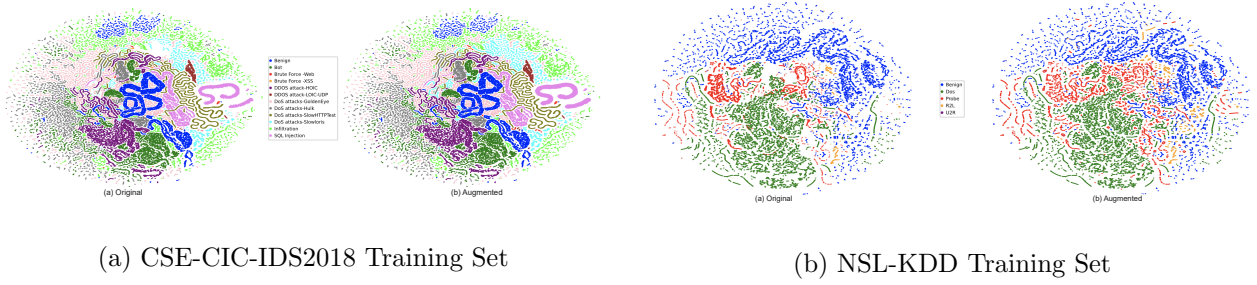 Benign
Bot
Brute Force -Web
Brute Force -XSS
DDOS attack-HOIC
DDOS attack-LOIC-UDP
DoS attacks-GoldenEye
DoS attacks-Hulk
DoS attacks-SlowHTTPTest
DoS attacks-Slowloris
Infilteration
SQL Injection
(a) Original
(b) Augmented
(a) CSE-CIC-IDS2018 Training Set
Benign
Dos
Probe
R2L
U2R
(a) Original
(b) Augmented
(b) NSL-KDD Training Set